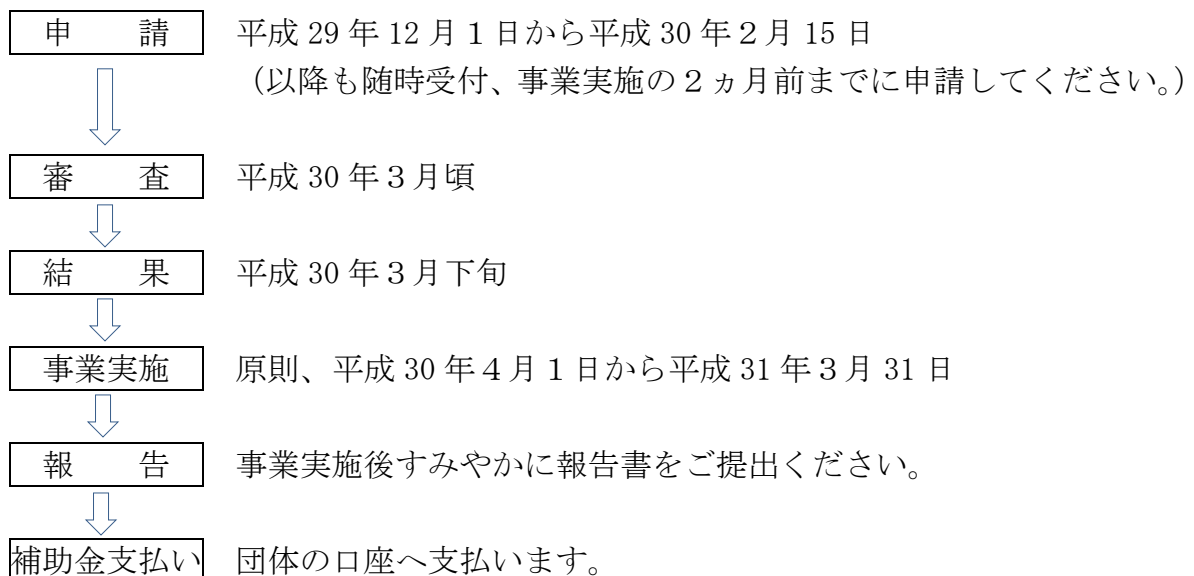 申　　請　平成 29 年 12 月１日から平成 30 年２月 15 日
（以降も随時受付、事業実施の２ヵ月前までに申請してください。）
審　　査　平成 30 年３月頃
結　　果　平成 30 年３月下旬
事業実施　原則、平成 30 年４月１日から平成 31 年３月 31 日
報　　告　事業実施後すみやかに報告書をご提出ください。
補助金支払い　団体の口座へ支払います。